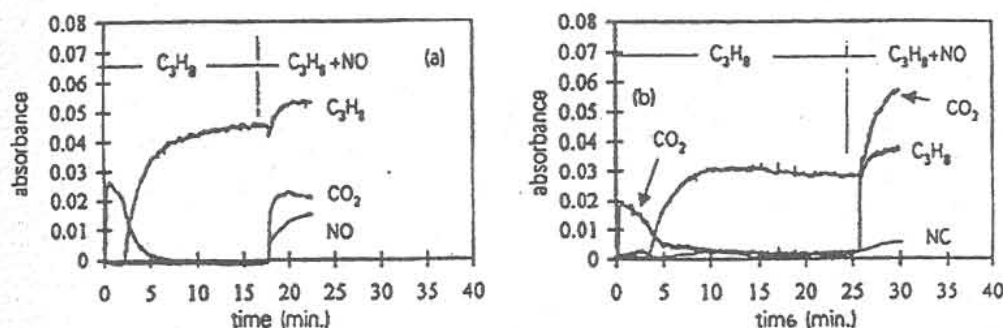 0.08
0.07
0.06
0.05
0.04
0.03
0.02
0.01
0
absorbance
C₃H₈
C₃H₈ +NO
(a)
C₃H₈
CO₂
NO
0 5 10 15 20 25 30 35 40
time (min.)
0.08
0.07
0.06
0.05
0.04
0.03
0.02
0.01
0
absorbance
C₃H₈
C₃H₈+NO
(b)
CO₂
CO₂
C₃H₈
NC
0 5 10 15 20 25 30 35 40
time (min.)